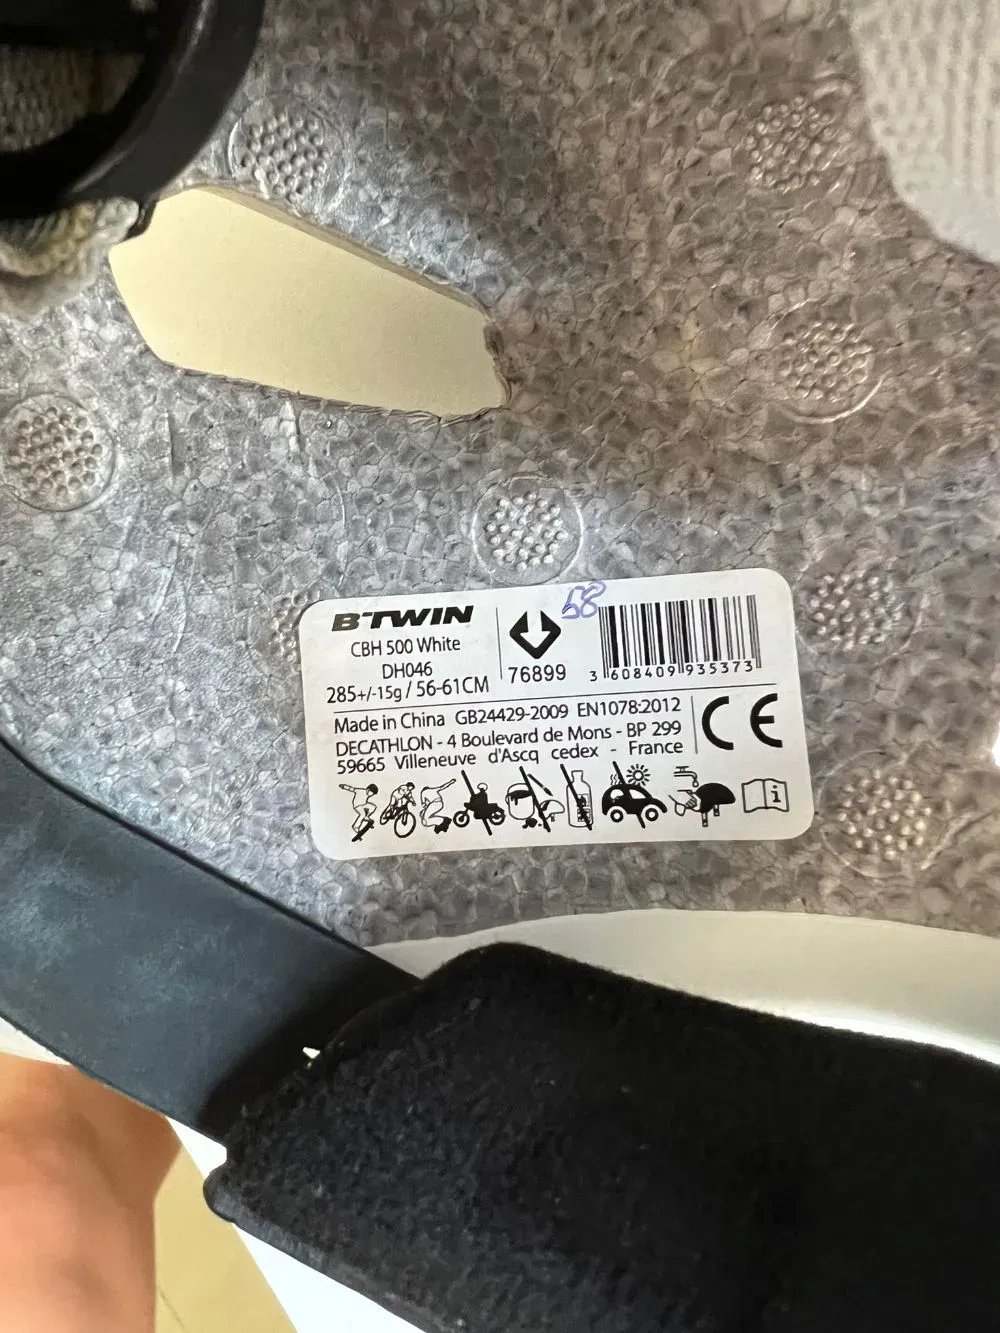 B'TWIN
CBH 500 White
DH046
285+/-15g / 56-61CM
76899
58
3 608409 935373
Made in China GB24429-2009 EN1078:2012
DECATHLON - 4 Boulevard de Mons - BP 299
59665 Villeneuve d'Ascq cedex - France
CE
i